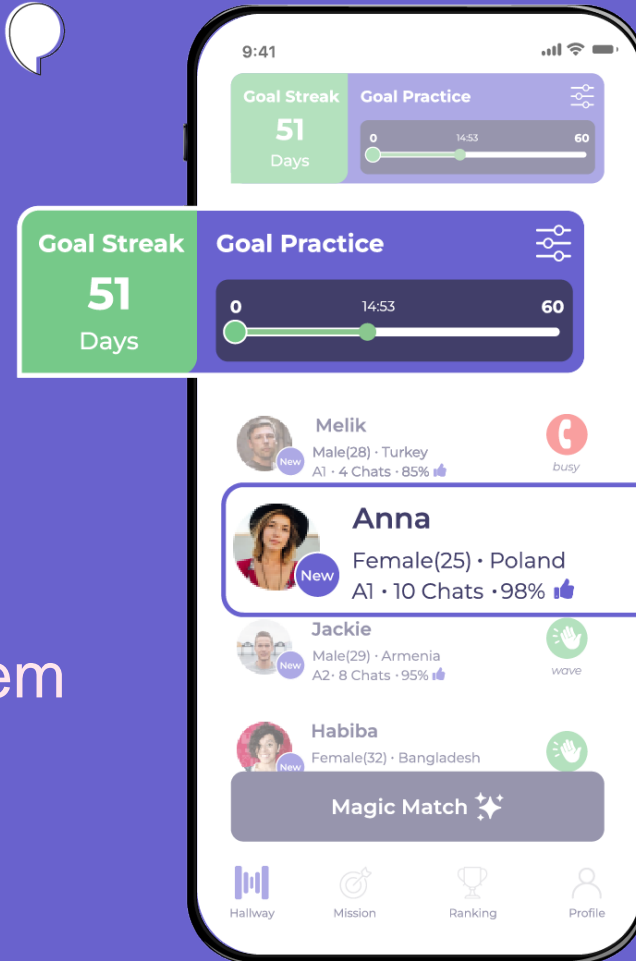 9:41
Goal Streak
51
Days
Goal Practice
0 14:53 60
Goal Streak
51
Days
Goal Practice
0 14:53 60
Melik
Male(28) · Turkey
A1 · 4 Chats · 85%
New
busy
Anna
Female(25) · Poland
A1 · 10 Chats · 98%
New
Jackie
Male(29) · Armenia
A2 · 8 Chats · 95%
New
wave
em
Habiba
Female(32) · Bangladesh
New
Magic Match
Hallway
Mission
Ranking
Profile